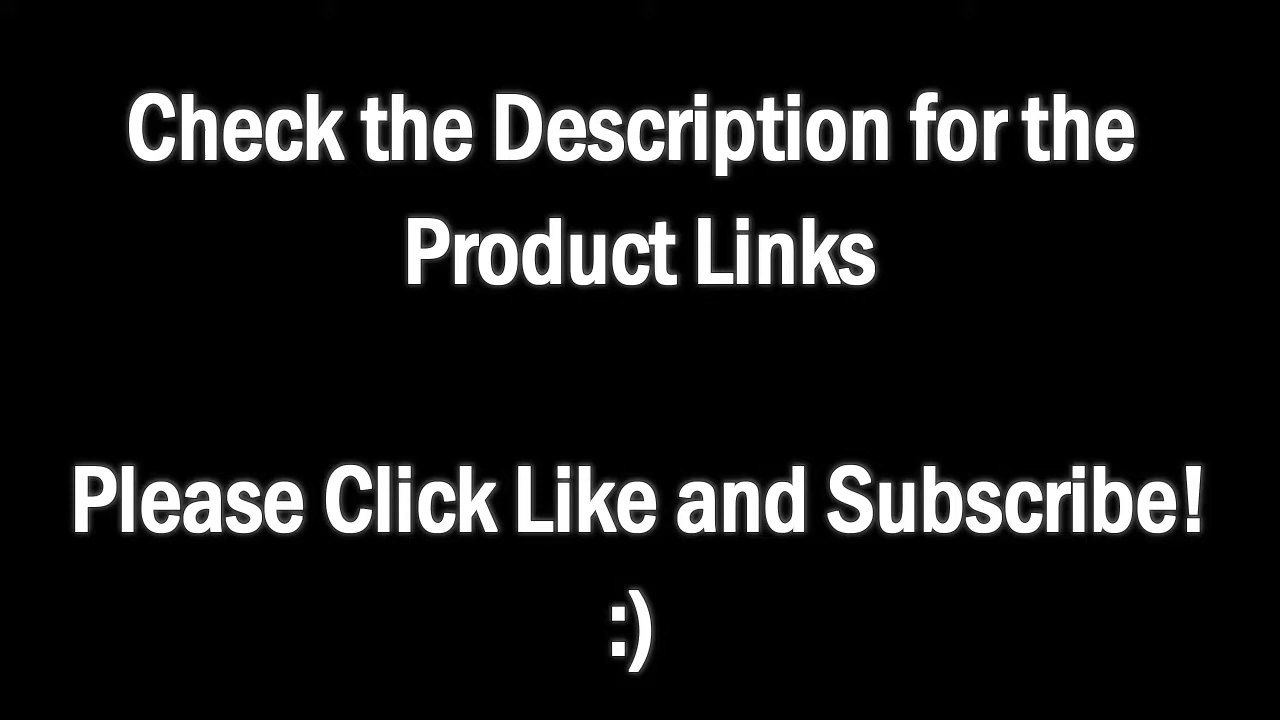 Check the Description for the
Product Links
Please Click Like and Subscribe!
:)